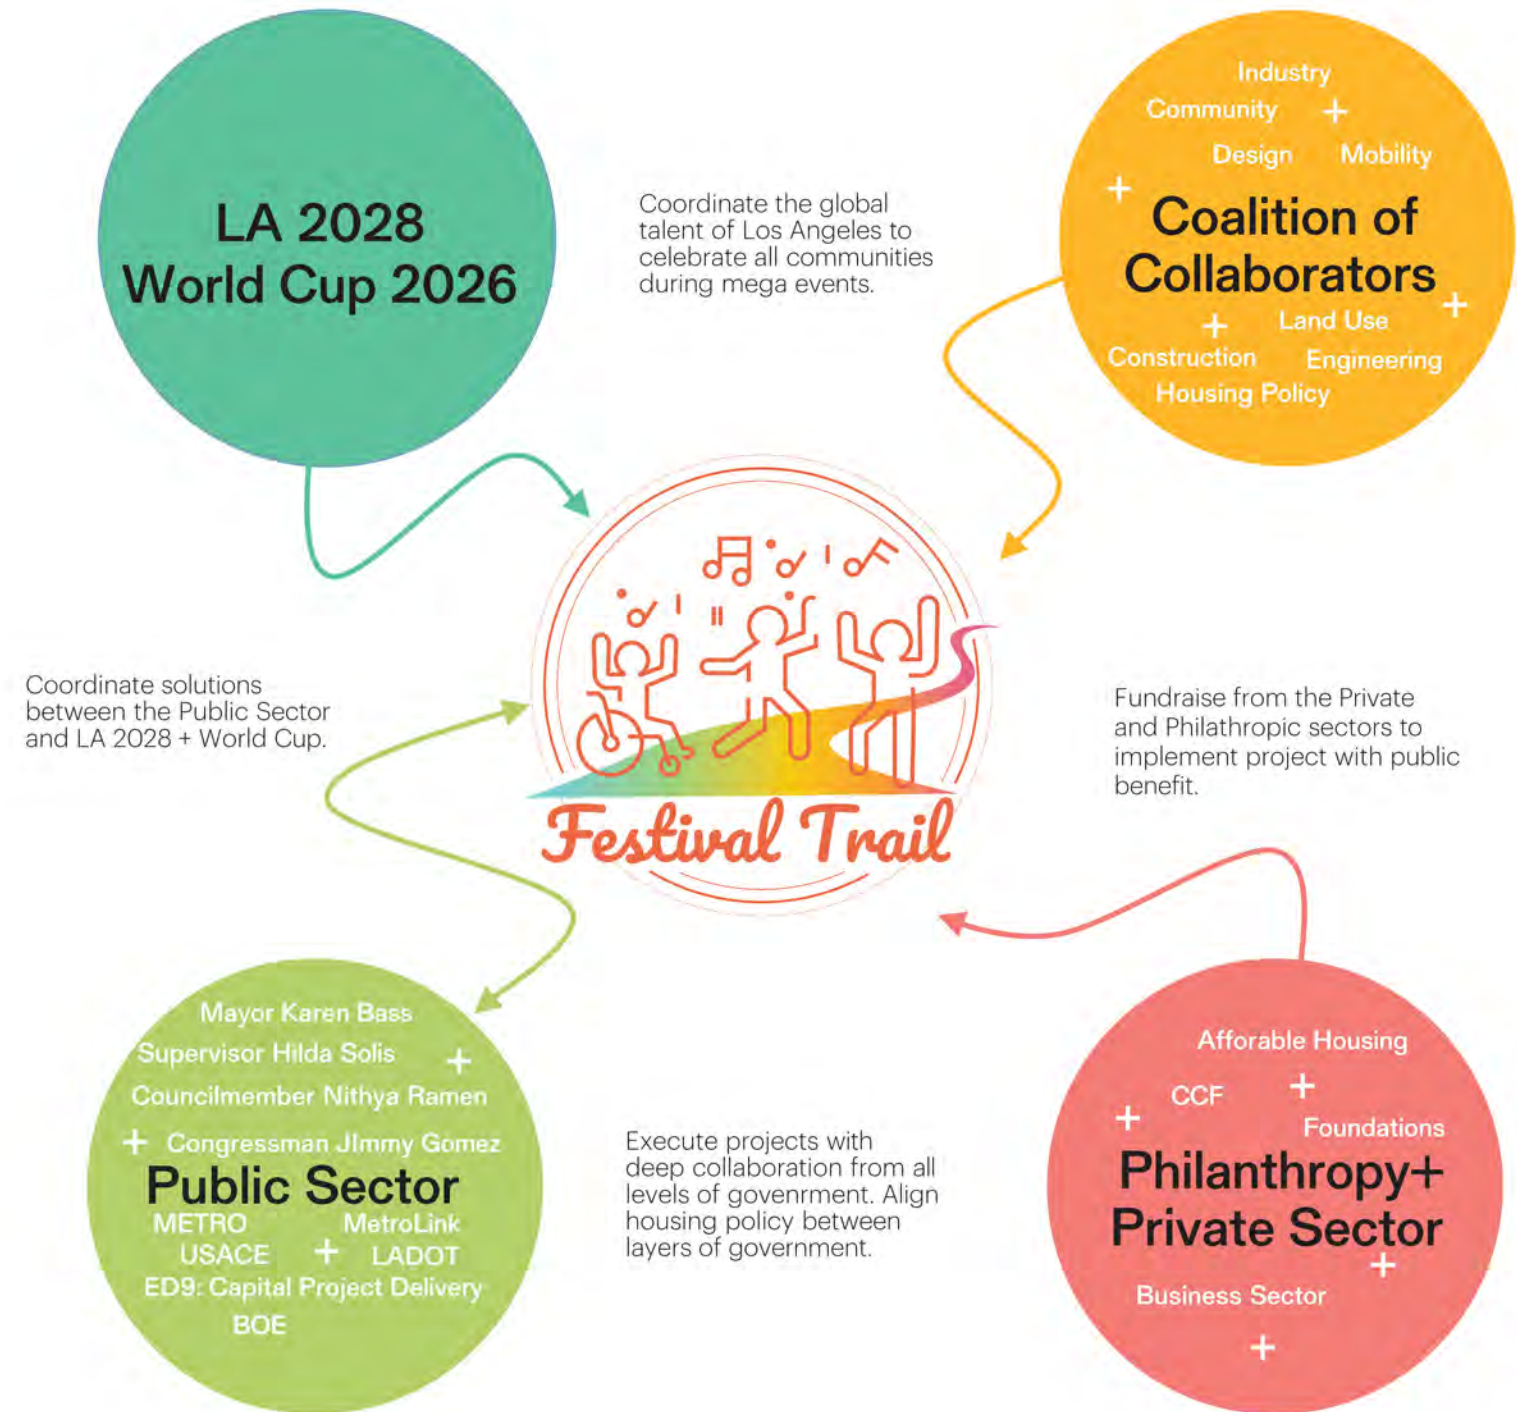 LA 2028
World Cup 2026
Coordinate the global
talent of Los Angeles to
celebrate all communities
during mega events.
Industry
Community +
Design Mobility
+
Coalition of
Collaborators
+
+ Land Use
Construction Engineering
Housing Policy
Coordinate solutions
between the Public Sector
and LA 2028 + World Cup.
Festival Trail
Fundraise from the Private
and Philathropic sectors to
implement project with public
benefit.
Mayor Karen Bass
Supervisor Hilda Solis +
Councilmember Nithya Ramen
+ Congressman JImmy Gomez
Public Sector
METRO MetroLink
USACE + LADOT
ED9: Capital Project Delivery
BOE
Execute projects with
deep collaboration from all
levels of govenrment. Align
housing policy between
layers of government.
Afforable Housing
CCF +
+
Foundations
Philanthropy+
Private Sector
+
Business Sector
+